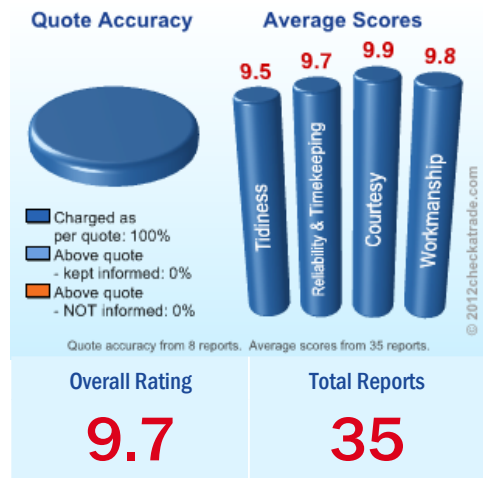 Quote Accuracy
Charged as
per quote: 100%
Above quote
- kept informed: 0%
Above quote
- NOT informed: 0%
Average Scores
9.5
9.7
9.9
9.8
Tidiness
Reliability & Timekeeping
Courtesy
Workmanship
© 2012checkatrade.com
Quote accuracy from 8 reports. Average scores from 35 reports.
Overall Rating
9.7
Total Reports
35